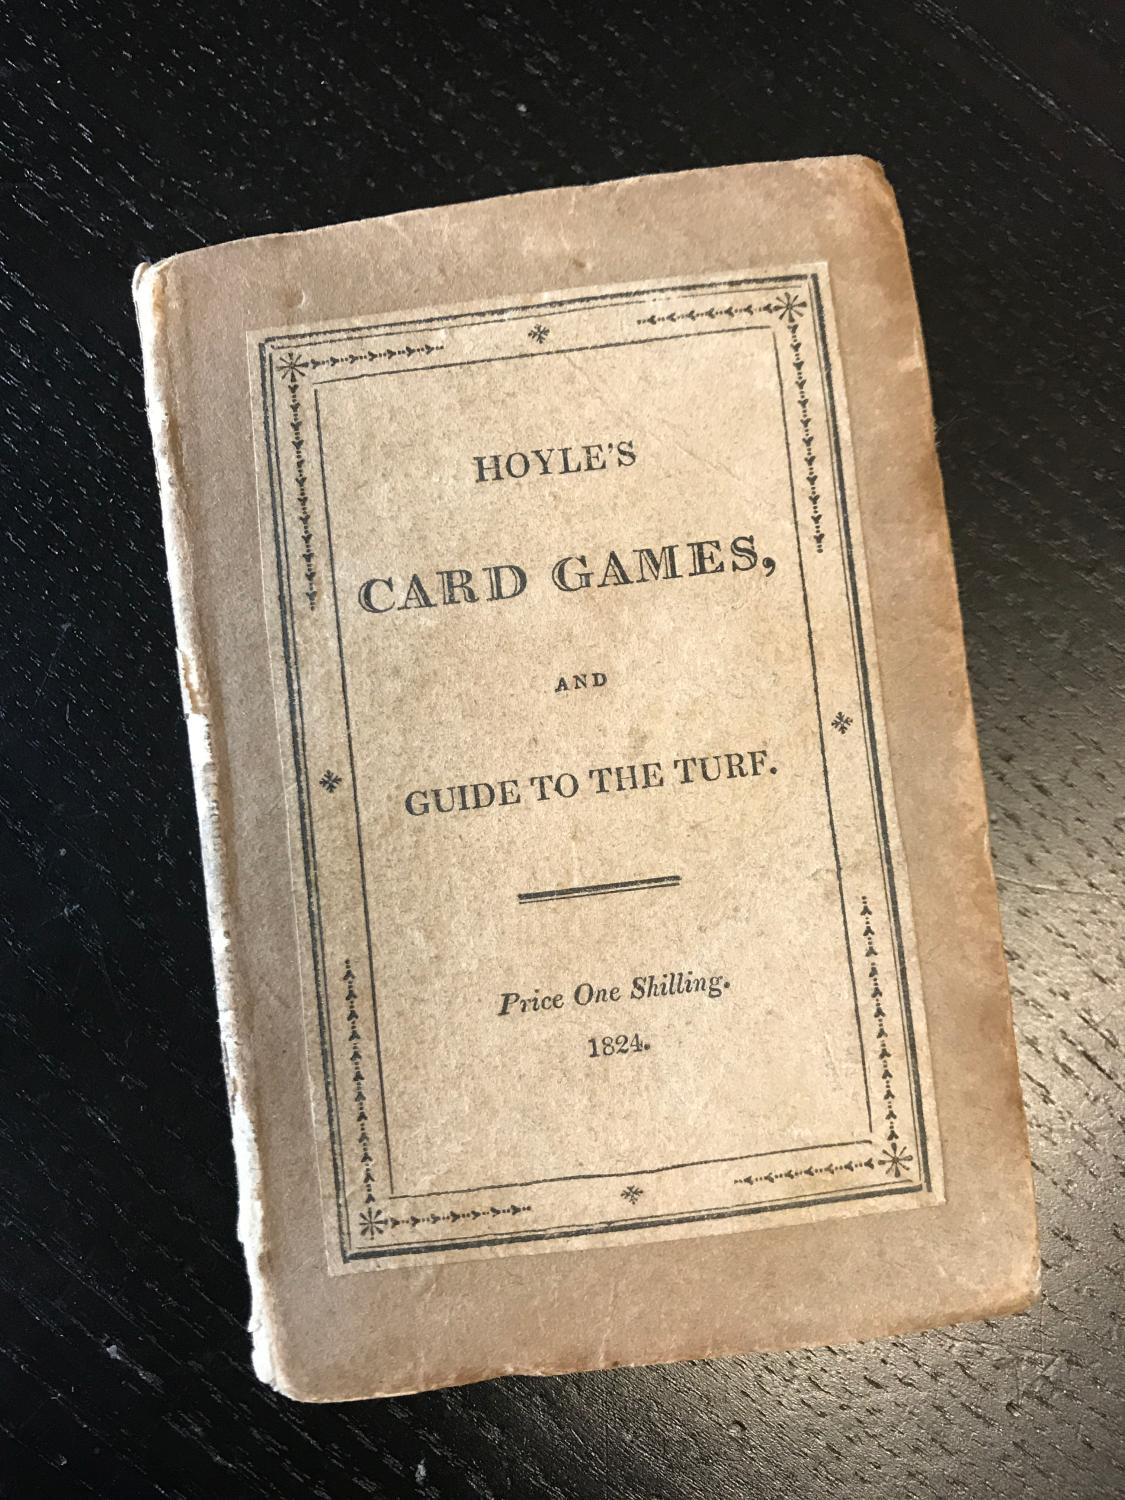 HOYLE'S
CARD GAMES,
AND
GUIDE TO THE TURF.
Price One Shilling.
1824.